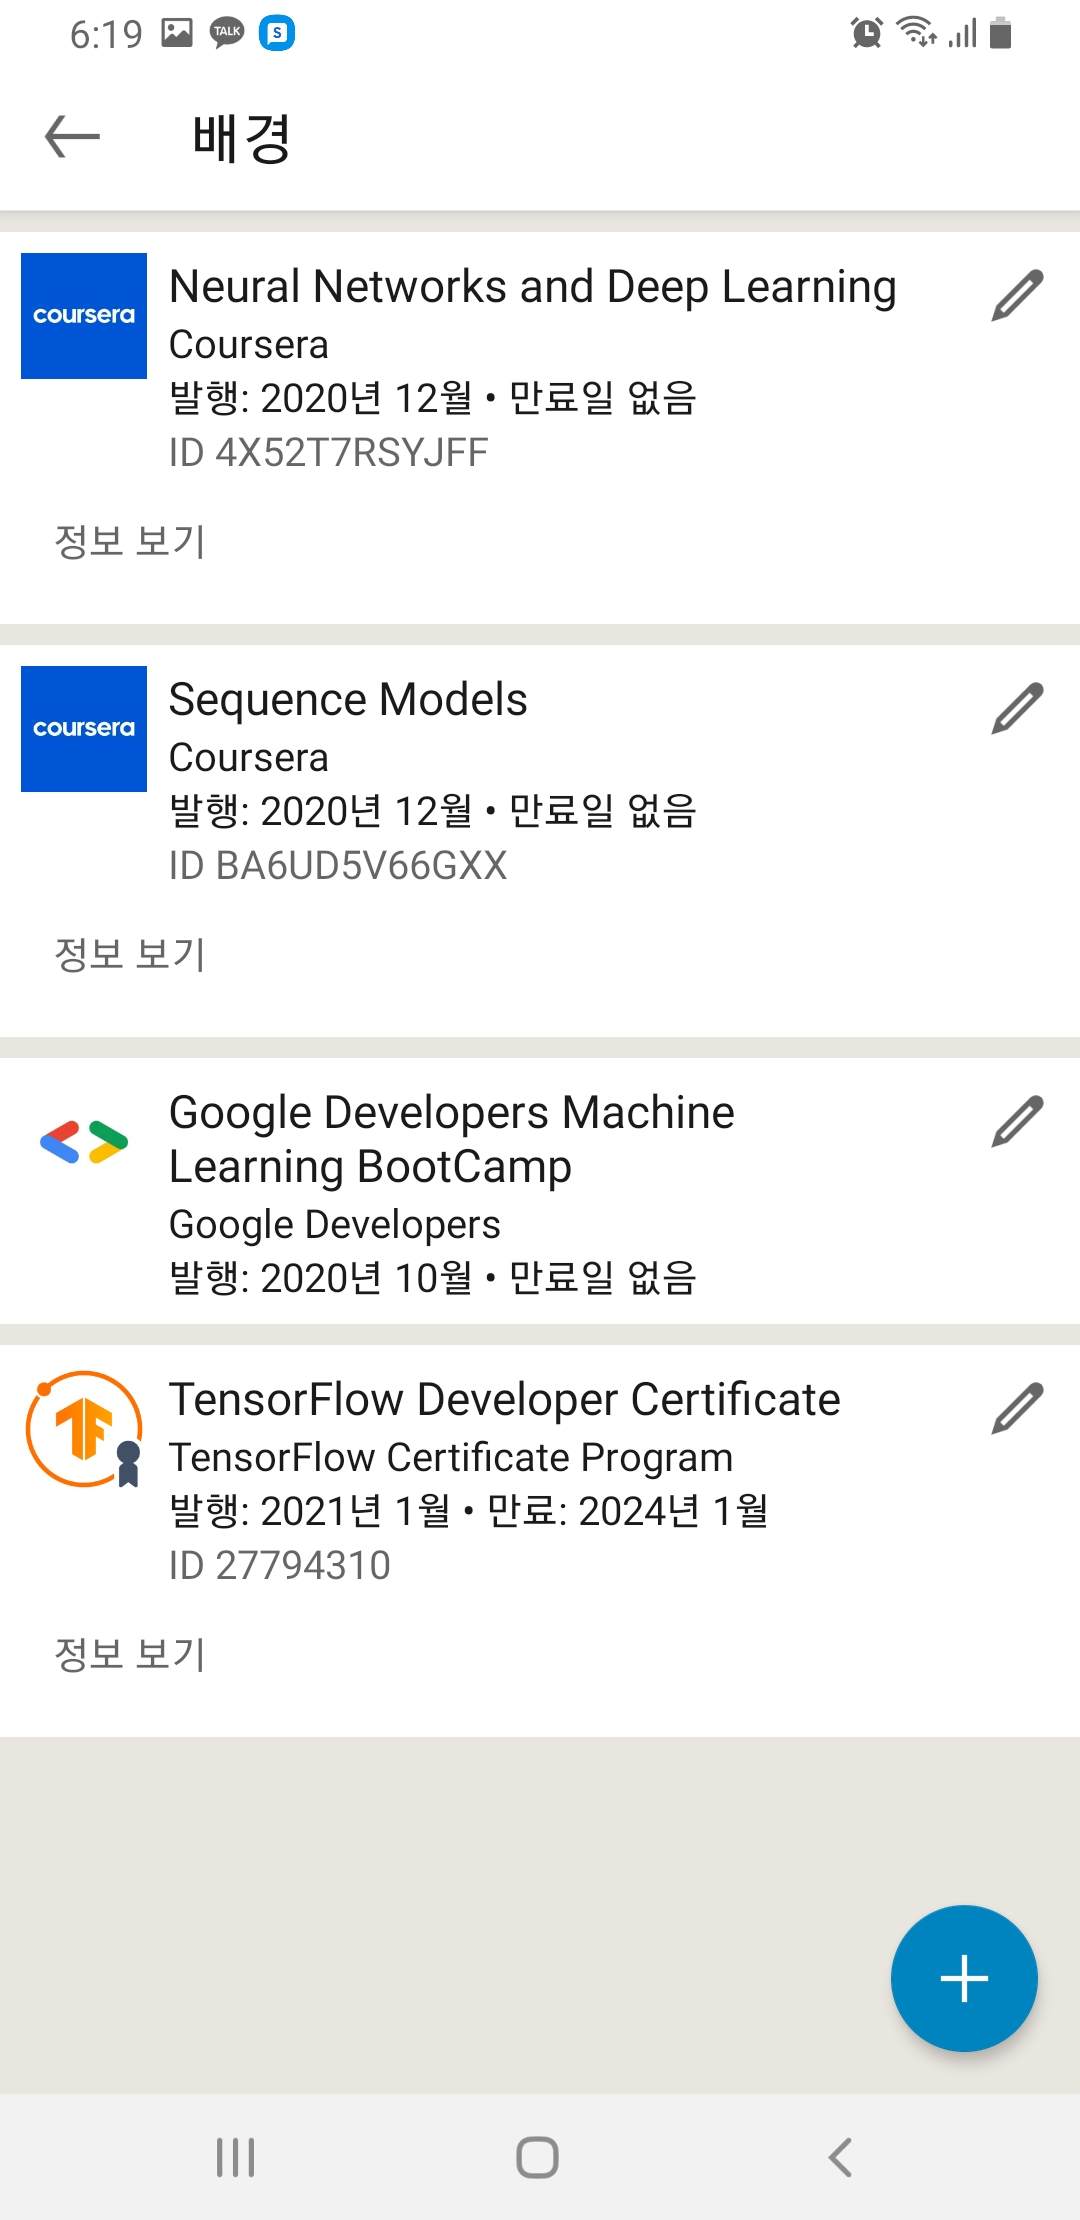 6:19 TALK S
배경
coursera
Neural Networks and Deep Learning
Coursera
발행: 2020년 12월 • 만료일 없음
ID 4X52T7RSYJFF
정보 보기
coursera
Sequence Models
Coursera
발행: 2020년 12월 • 만료일 없음
ID BA6UD5V66GXX
정보 보기
Google Developers Machine
Learning BootCamp
Google Developers
발행: 2020년 10월 • 만료일 없음
TensorFlow Developer Certificate
TensorFlow Certificate Program
발행: 2021년 1월 • 만료: 2024년 1월
ID 27794310
정보 보기